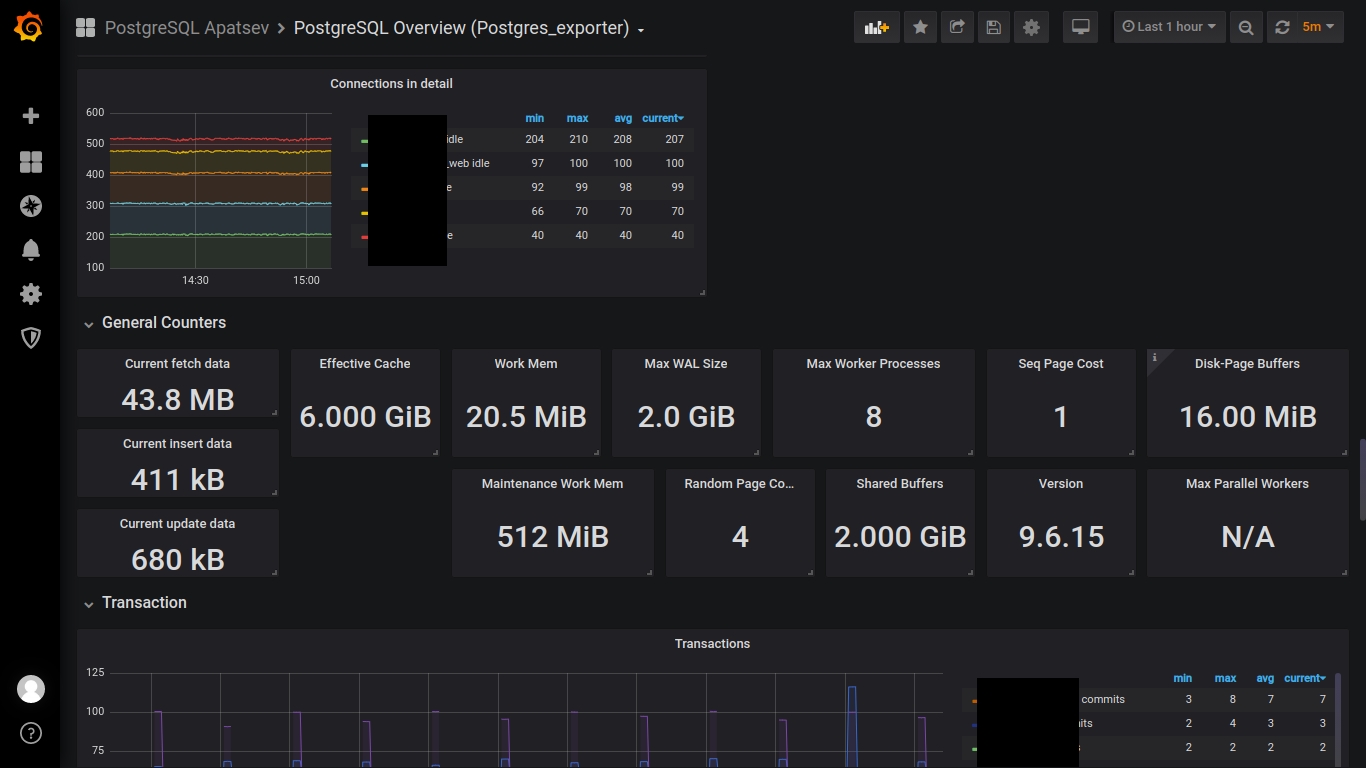 PostgreSQL Apatsev > PostgreSQL Overview (Postgres_exporter)
Last 1 hour
5m
Connections in detail
600
500
400
300
200
100
14:30 15:00
min max avg current
idle 204 210 208 207
_web idle 97 100 100 100
e 92 99 98 99
66 70 70 70
e 40 40 40 40
General Counters
Current fetch data
43.8 MB
Current insert data
411 kB
Current update data
680 kB
Effective Cache
6.000 GiB
Work Mem
20.5 MiB
Max WAL Size
2.0 GiB
Max Worker Processes
8
Seq Page Cost
1
i
Disk-Page Buffers
16.00 MiB
Maintenance Work Mem
512 MiB
Random Page Co...
4
Shared Buffers
2.000 GiB
Version
9.6.15
Max Parallel Workers
N/A
Transaction
Transactions
125
100
75
min max avg current
commits 3 8 7 7
its 2 4 3 3
s 2 2 2 2